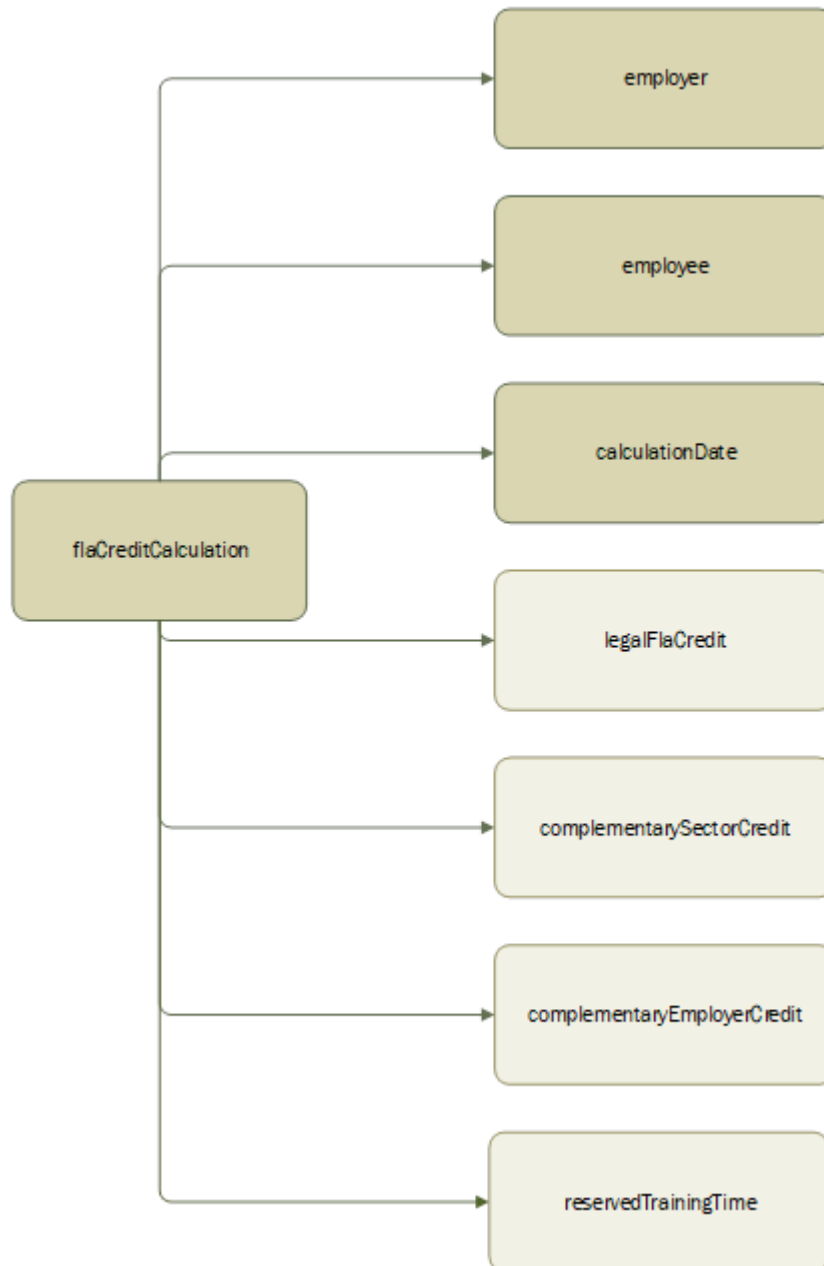 employer
employee
calculationDate
flaCreditCalculation
legalFlaCredit
complementarySectorCredit
complementaryEmployerCredit
reservedTrainingTime